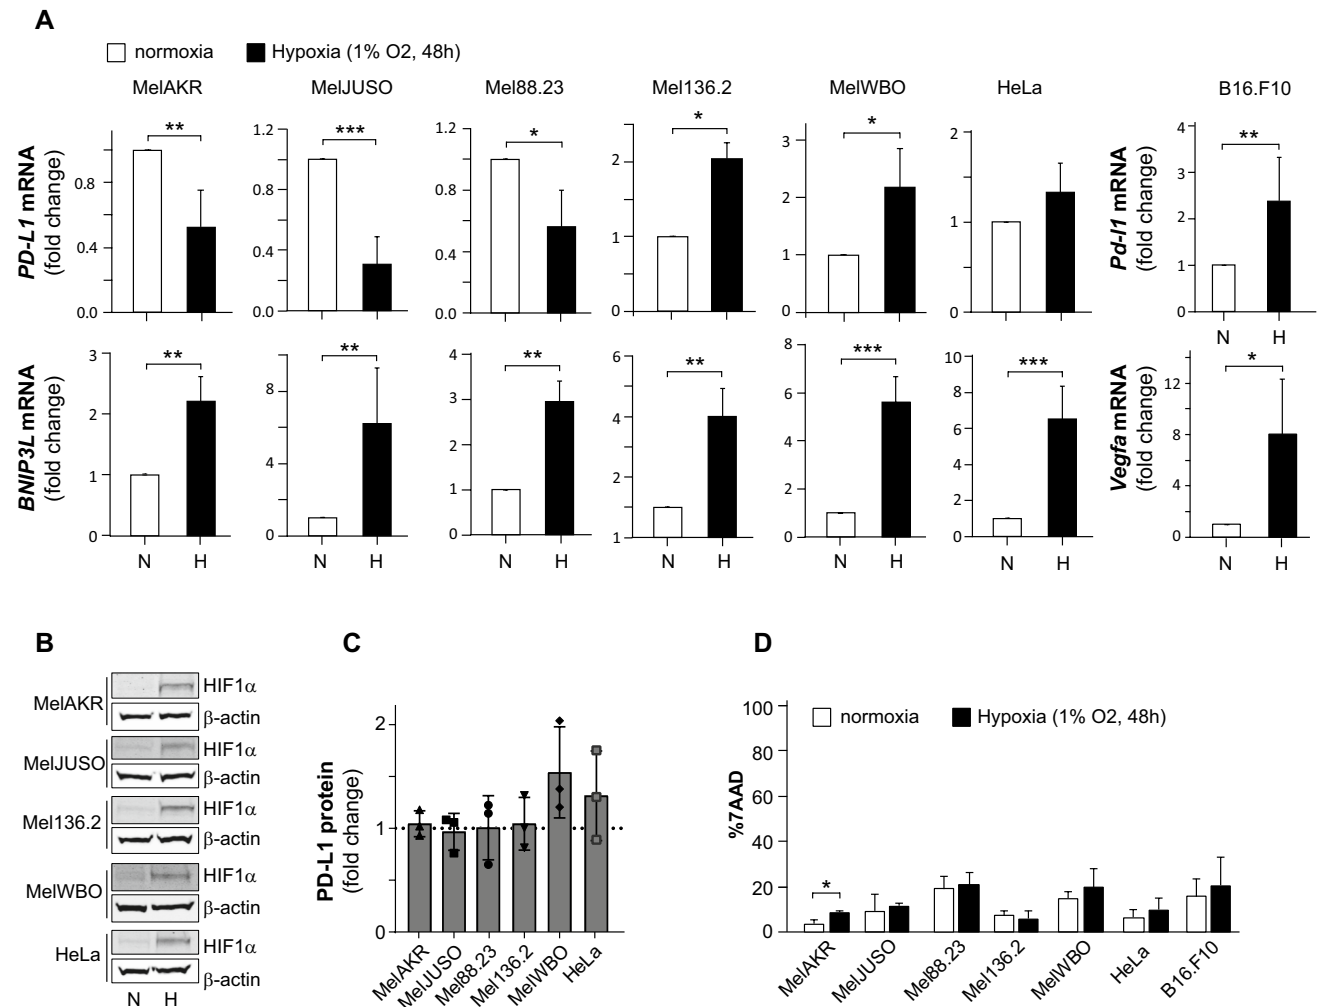 A
normoxia Hypoxia (1% O2, 48h)
MelAKR MelJUSO Mel88.23 Mel136.2 MelWBO HeLa B16.F10
PD-L1 mRNA
(fold change)
0.8
0.4
0.0
**
1.2
1.0
0.8
0.4
0.0
***
1.2
1.0
0.8
0.4
0.0
*
2
1
0
*
3
2
1
0
*
2
1
0
Pd-l1 mRNA
(fold change)
4
3
2
1
0
**
N H
BNIP3L mRNA
(fold change)
3
2
1
0
**
N H
8
4
0
**
N H
4
3
2
1
0
**
N H
6
4
2
1
**
N H
8
6
4
2
0
***
N H
10
8
6
4
2
0
***
N H
Vegfa mRNA
(fold change)
12
8
4
0
*
N H
B
MelAKR
HIF1α
β-actin
MelJUSO
HIF1α
β-actin
Mel136.2
HIF1α
β-actin
MelWBO
HIF1α
β-actin
HeLa
HIF1α
β-actin
N H
C
PD-L1 protein
(fold change)
2
1
0
MelAKR
MelJUSO
Mel88.23
Mel136.2
MelWBO
HeLa
D
normoxia Hypoxia (1% O2, 48h)
%7AAD
100
80
60
40
20
0
*
MelAKR
MelJUSO
Mel88.23
Mel136.2
MelWBO
HeLa
B16.F10